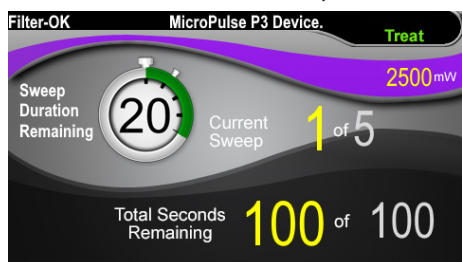 Filter-OK MicroPulse P3 Device. Treat
2500mW
Sweep
Duration
Remaining
20
Current
Sweep
1 of 5
Total Seconds
Remaining
100 of 100